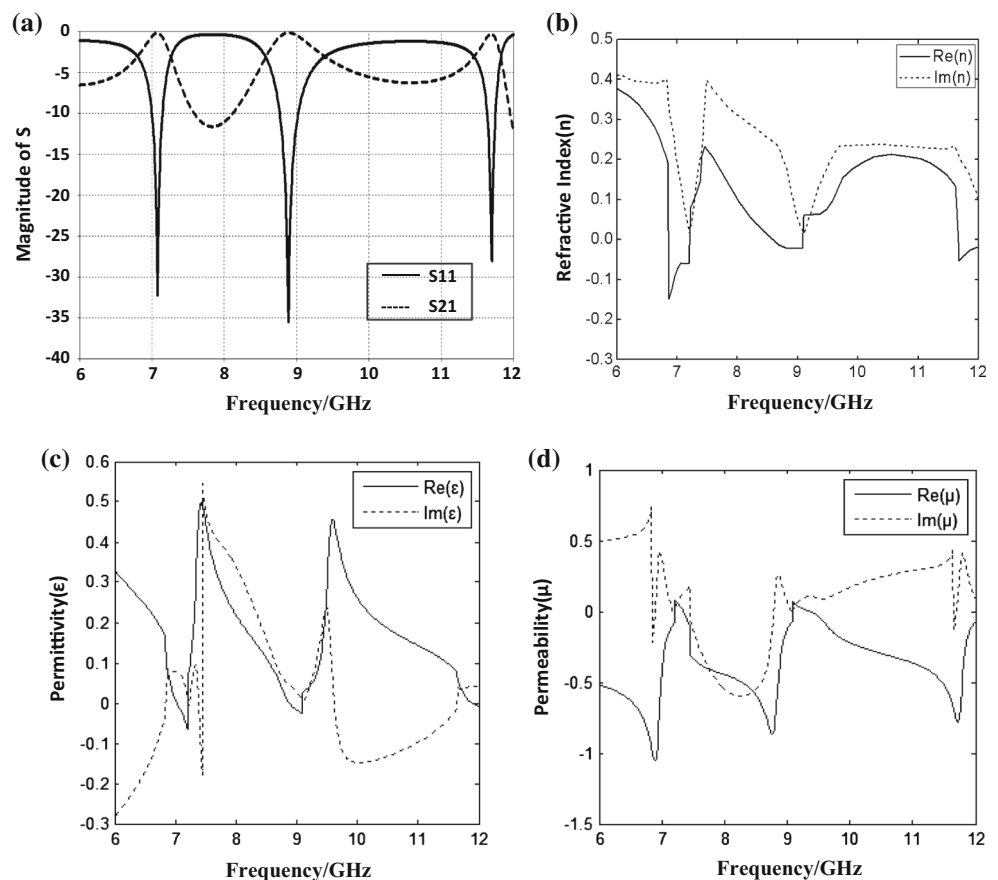 (a)
0
-5
-10
-15
-20
-25
-30
-35
-40
Magnitude of S
S11
S21
6 7 8 9 10 11 12
Frequency/GHz
(b)
0.5
0.4
0.3
0.2
0.1
0.0
-0.1
-0.2
-0.3
Refractive Index(n)
Re(n)
Im(n)
6 7 8 9 10 11 12
Frequency/GHz
(c)
0.6
0.5
0.4
0.3
0.2
0.1
0
-0.1
-0.2
-0.3
Permittivity(ε)
Re(ε)
Im(ε)
6 7 8 9 10 11 12
Frequency/GHz
(d)
1
0.5
0
-0.5
-1
-1.5
Permeability(μ)
Re(μ)
Im(μ)
6 7 8 9 10 11 12
Frequency/GHz